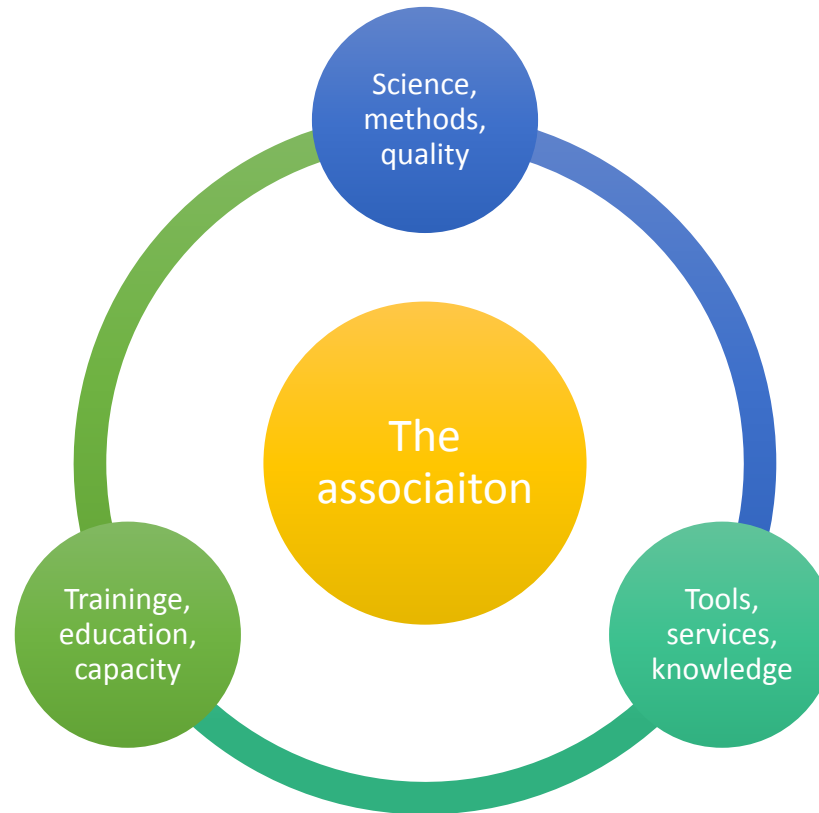 Science,
methods,
quality
The
associaiton
Traininge,
education,
capacity
Tools,
services,
knowledge